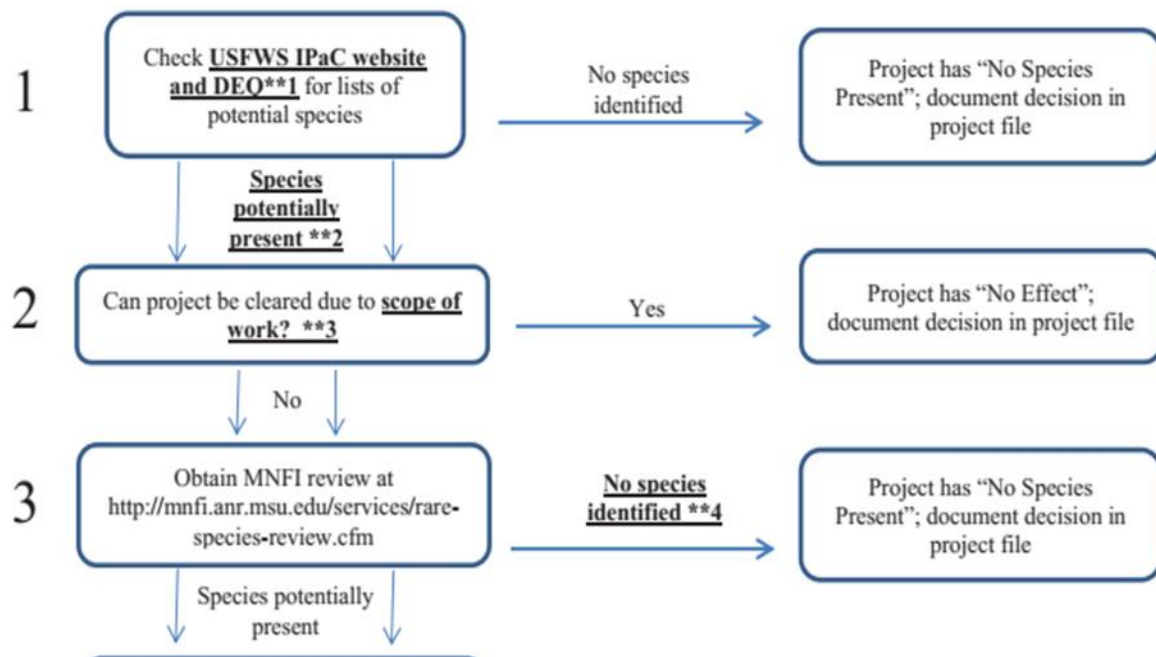 1
Check USFWS IPaC website
and DEQ**1 for lists of
potential species
No species
identified
Project has “No Species
Present”; document decision in
project file
Species
potentially
present **2
2
Can project be cleared due to scope of
work? **3
Yes
Project has “No Effect”;
document decision in project file
No
3
Obtain MNFI review at
http://mnfi.anr.msu.edu/services/rare-
species-review.cfm
No species
identified **4
Project has “No Species
Present”; document decision in
project file
Species potentially
present